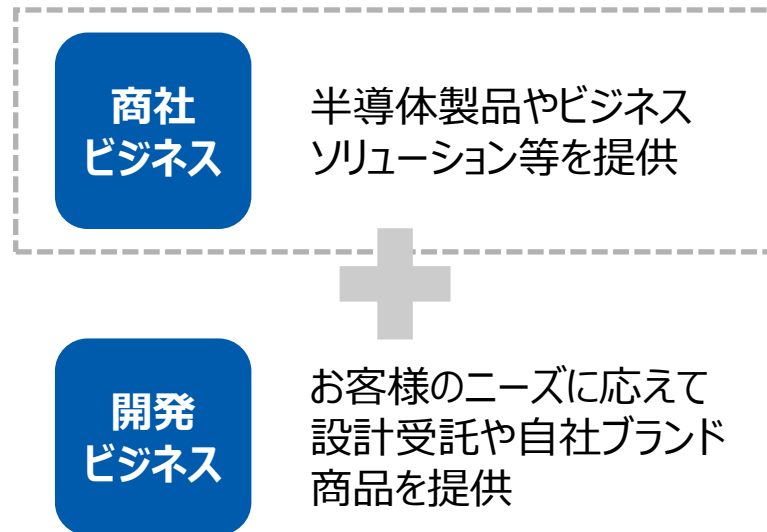 商社
ビジネス
半導体製品やビジネス
ソリューション等を提供
開発
ビジネス
お客様のニーズに応えて
設計受託や自社ブランド
商品を提供